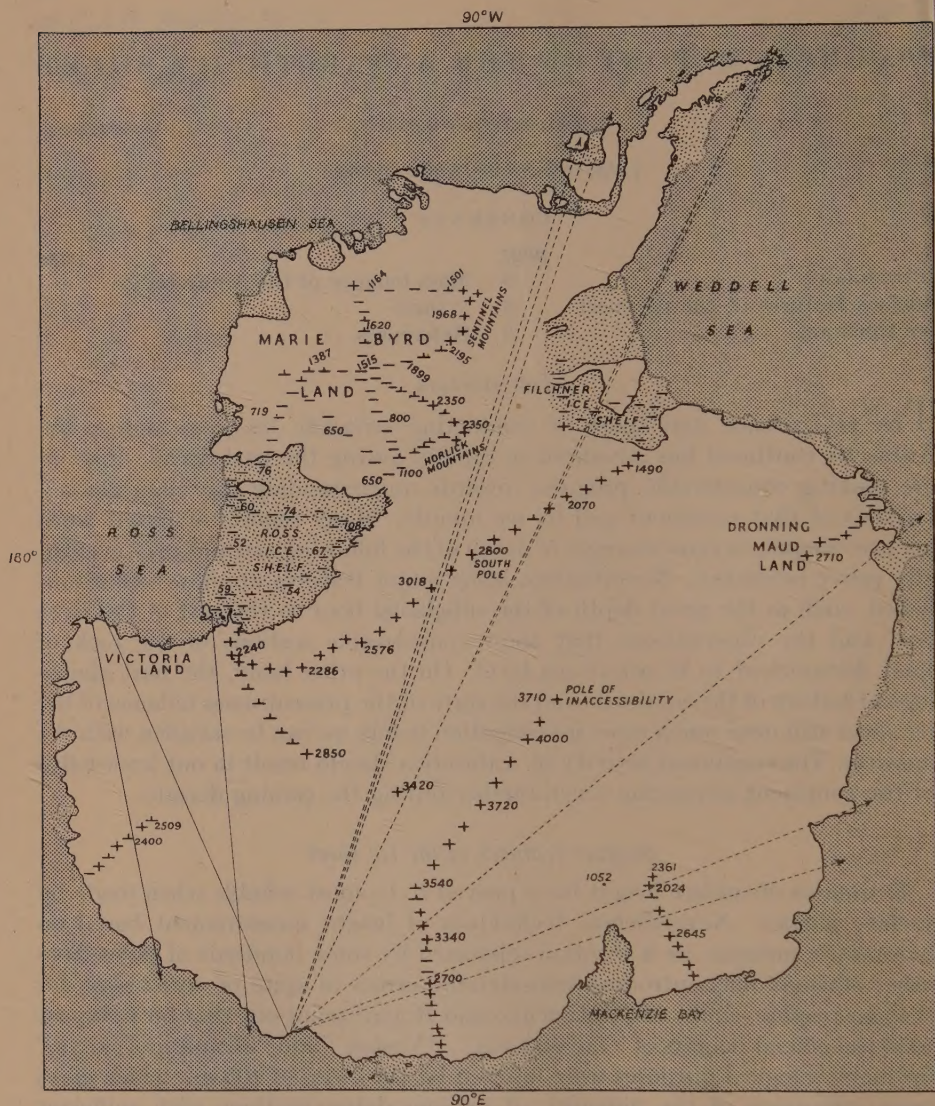 90°W
BELLINGSHAUSEN SEA
WEDDELL
SEA
1164
1501
1968
SENTINEL
MOUNTAINS
1620
MARIE BYRD
LAND
1387
1515
1899
2195
2350
719
800
650
2350
HORLICK
MOUNTAINS
1100
650
FILCHNER
ICE
SHELF
76
60
74
108
52
ROSS
ICE
SHELF
67
59
54
ROSS
SEA
180°
1490
2070
2800
SOUTH
POLE
3018
DRONNING
MAUD
LAND
2710
2240
2576
2286
VICTORIA
LAND
2850
3710
POLE OF
INACCESSIBILITY
4000
3420
3720
2509
2400
3540
3340
2700
1052
2361
2024
2645
MACKENZIE BAY
90°E